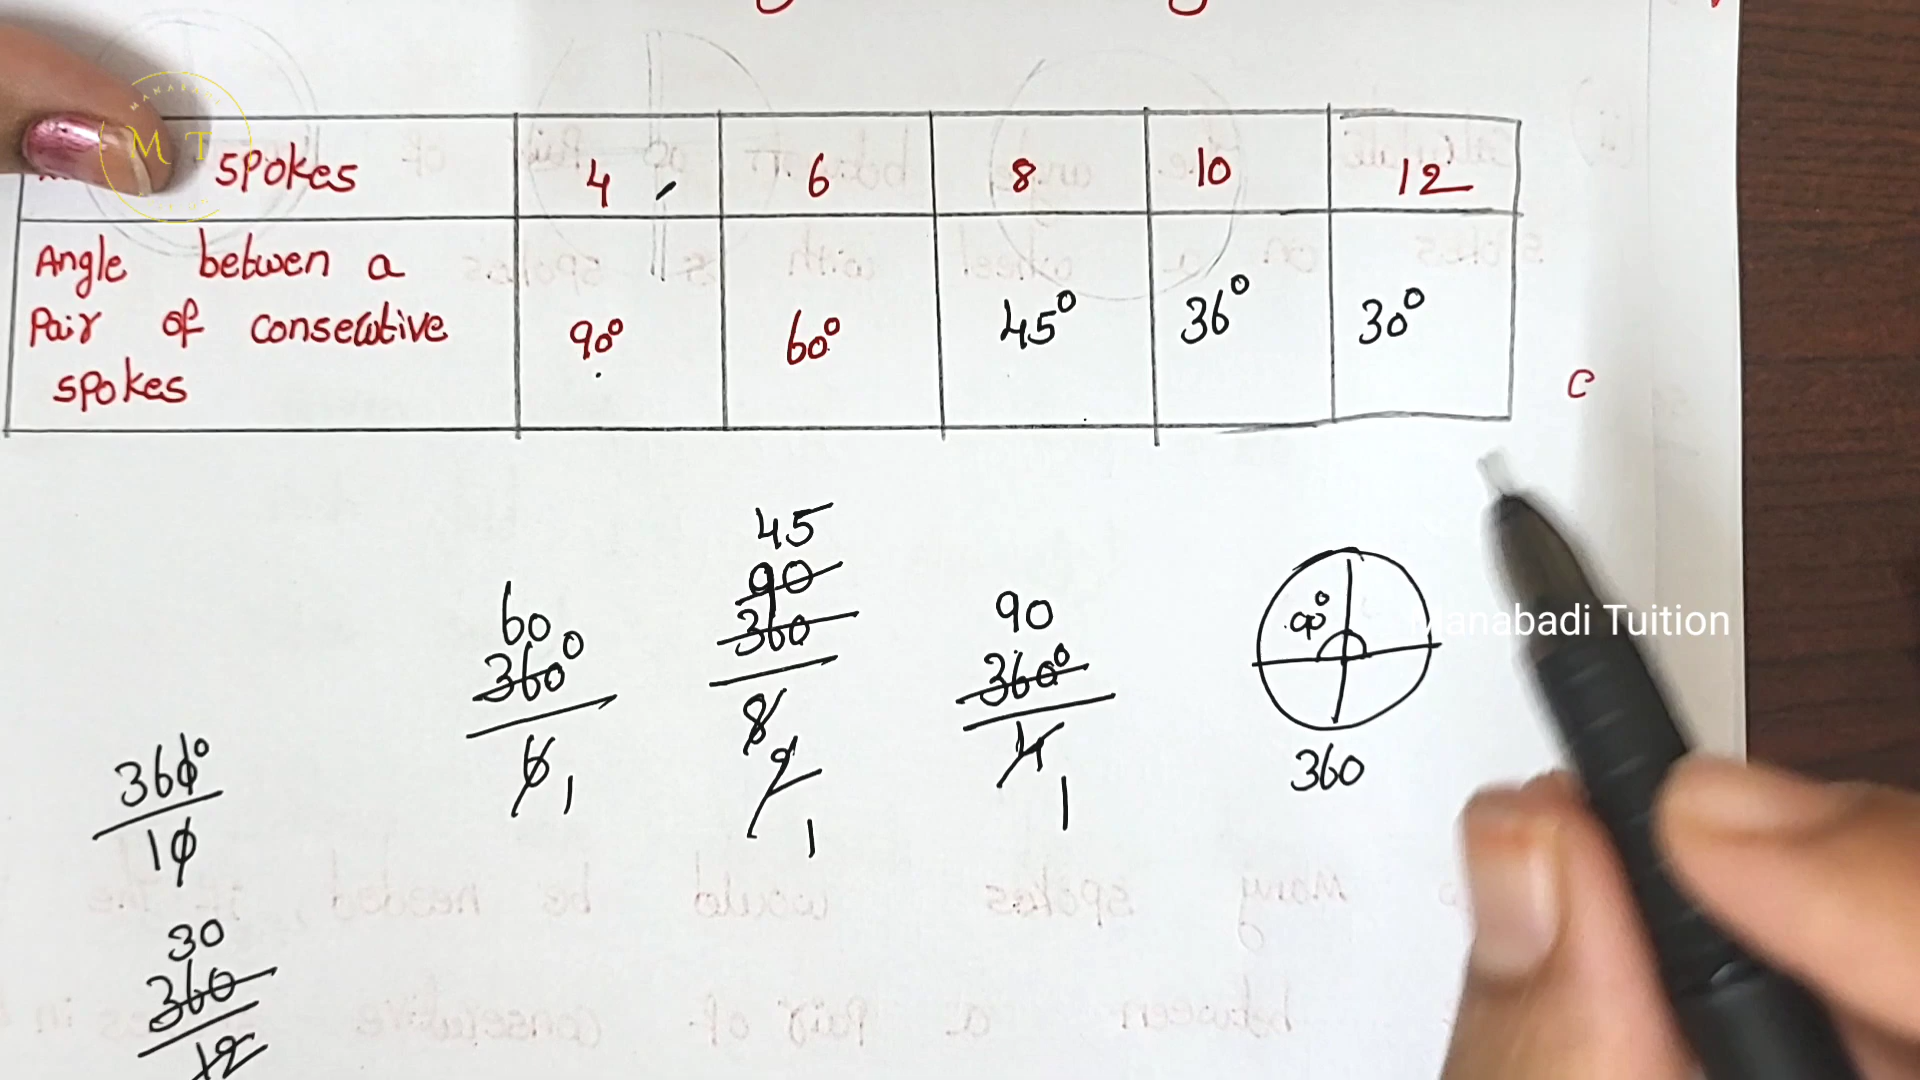 MANABADI
M T
spokes 4 6 8 10 12
Angle betwen a
Pair of consecutive
spokes
90° 60° 45° 36° 30°
C
45
60 90 90
360° 360 360° 90°
6 1 8 2 1 4 1
360
Manabadi Tuition
360°
10
30
360
12